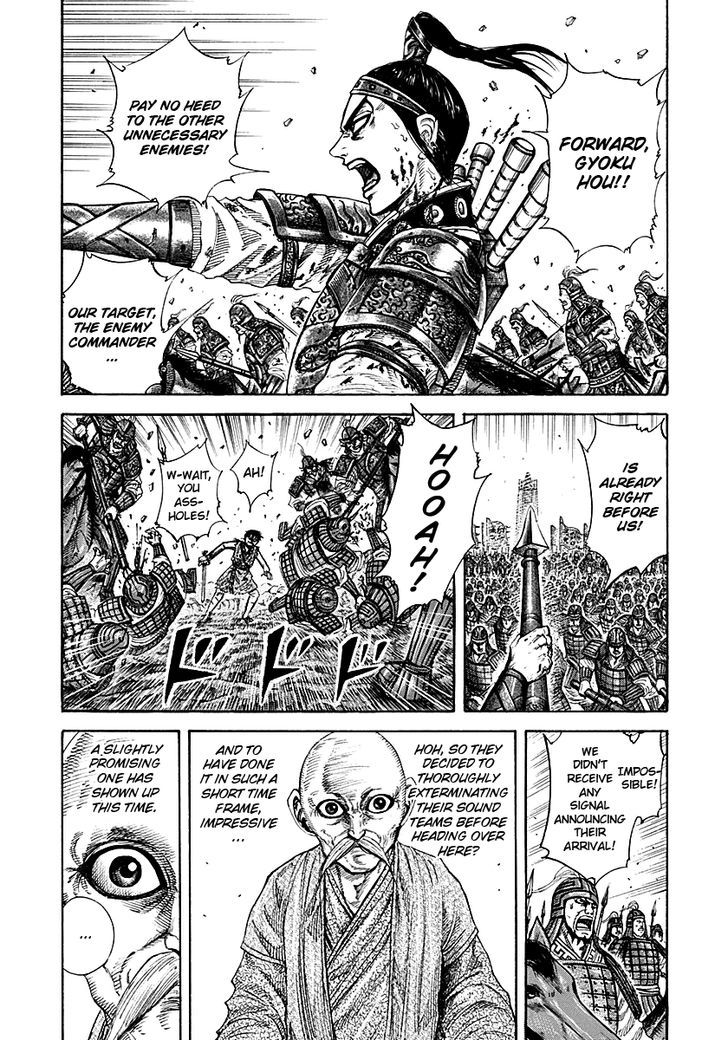 FORWARD,
GYOKU
HOU!!
PAY NO HEED
TO THE OTHER
UNNECESSARY
ENEMIES!
OUR TARGET,
THE ENEMY
COMMANDER
...
IS
ALREADY
RIGHT
BEFORE
US!
HOOAH!
AH!
W-WAIT,
YOU
ASS-
HOLES!
ドドド
IMPOS-
SIBLE!
WE
DIDN'T
RECEIVE
ANY
SIGNAL
ANNOUNCING
THEIR
ARRIVAL!
HOH, SO THEY
DECIDED TO
THOROUGHLY
EXTERMINATING
THEIR SOUND
TEAMS BEFORE
HEADING OVER
HERE?
AND TO
HAVE DONE
IT IN SUCH A
SHORT TIME
FRAME,
IMPRESSIVE
...
A SLIGHTLY
PROMISING
ONE HAS
SHOWN UP
THIS TIME.
...